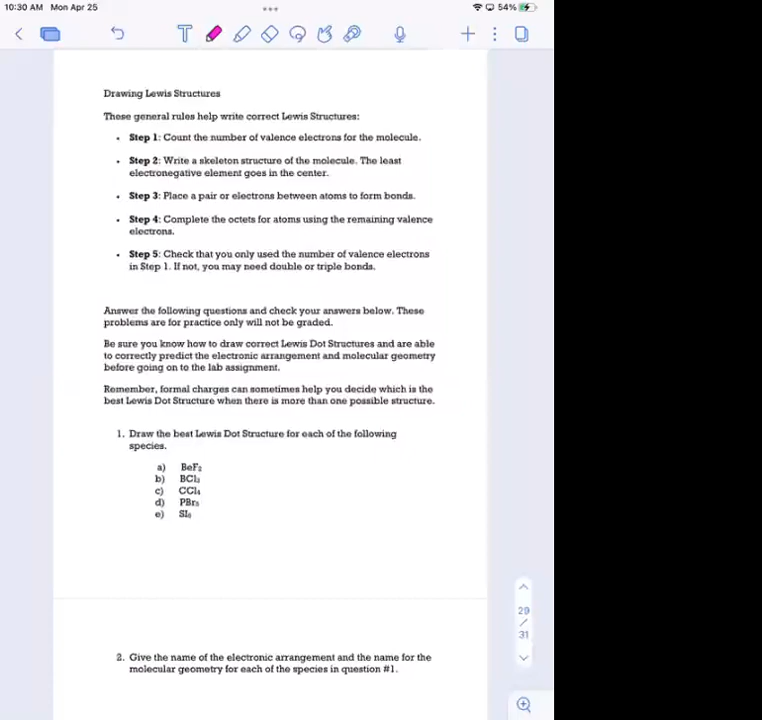 10:30 AM Mon Apr 25
54%
T
Drawing Lewis Structures
These general rules help write correct Lewis Structures:
• Step 1: Count the number of valence electrons for the molecule.
• Step 2: Write a skeleton structure of the molecule. The least
electronegative element goes in the center.
• Step 3: Place a pair or electrons between atoms to form bonds.
• Step 4: Complete the octets for atoms using the remaining valence
electrons.
• Step 5: Check that you only used the number of valence electrons
in Step 1. If not, you may need double or triple bonds.
Answer the following questions and check your answers below. These
problems are for practice only will not be graded.
Be sure you know how to draw correct Lewis Dot Structures and are able
to correctly predict the electronic arrangement and molecular geometry
before going on to the lab assignment.
Remember, formal charges can sometimes help you decide which is the
best Lewis Dot Structure when there is more than one possible structure.
1. Draw the best Lewis Dot Structure for each of the following
species.
a) BeF₂
b) BCl₃
c) CCl₄
d) PBr₅
e) SI₆
29
/
31
2. Give the name of the electronic arrangement and the name for the
molecular geometry for each of the species in question #1.